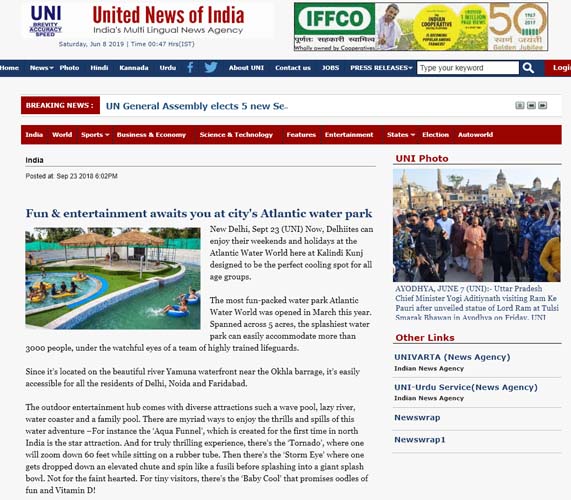 UNI
BREVITY
ACCURACY
SPEED
United News of India
India's Multi Lingual News Agency
Saturday, Jun 8 2019 | Time 00:47 Hrs(IST)
IFFCO
पूर्णतः सहकारी स्वामित्व
Wholly owned by Cooperatives
50
1967
2017
स्वर्ण जयन्ती
Golden Jubilee
Home News Photo Hindi Kannada Urdu About UNI Contact us JOBS PRESS RELEASES Type your keyword Login
BREAKING NEWS : UN General Assembly elects 5 new Se..
India World Sports Business & Economy Science & Technology Features Entertainment States Election Autoworld
India
Posted at: Sep 23 2018 6:02PM
Fun & entertainment awaits you at city's Atlantic water park
New Delhi, Sept 23 (UNI) Now, Delhiites can
enjoy their weekends and holidays at the
Atlantic Water World here at Kalindi Kunj
designed to be the perfect cooling spot for all
age groups.
The most fun-packed water park Atlantic
Water World was opened in March this year.
Spanned across 5 acres, the splashiest water
park can easily accommodate more than
3000 people, under the watchful eyes of a team of highly trained lifeguards.
Since it's located on the beautiful river Yamuna waterfront near the Okhla barrage, it's easily
accessible for all the residents of Delhi, Noida and Faridabad.
The outdoor entertainment hub comes with diverse attractions such a wave pool, lazy river,
water coaster and a family pool. There are myriad ways to enjoy the thrills and spills of this
water adventure –For instance the 'Aqua Funnel', which is created for the first time in north
India is the star attraction. And for truly thrilling experience, there's the 'Tornado', where one
will zoom down 60 feet while sitting on a rubber tube. Then there's the 'Storm Eye' where one
gets dropped down an elevated chute and spin like a fusili before splashing into a giant splash
bowl. Not for the faint hearted. For tiny visitors, there's the 'Baby Cool' that promises oodles of
fun and Vitamin D!
UNI Photo
AYODHYA, JUNE 7 (UNI):- Uttar Pradesh
Chief Minister Yogi Aditiynath visiting Ram Ke
Pauri after unveiled statue of Lord Ram at Tulsi
Smarak Bhawan in Ayodhya on Friday. UNI
Other Links
UNIVARTA (News Agency)
Indian News Agency
UNI-Urdu Service(News Agency)
Indian News Agency
Newswrap
Newswrap1